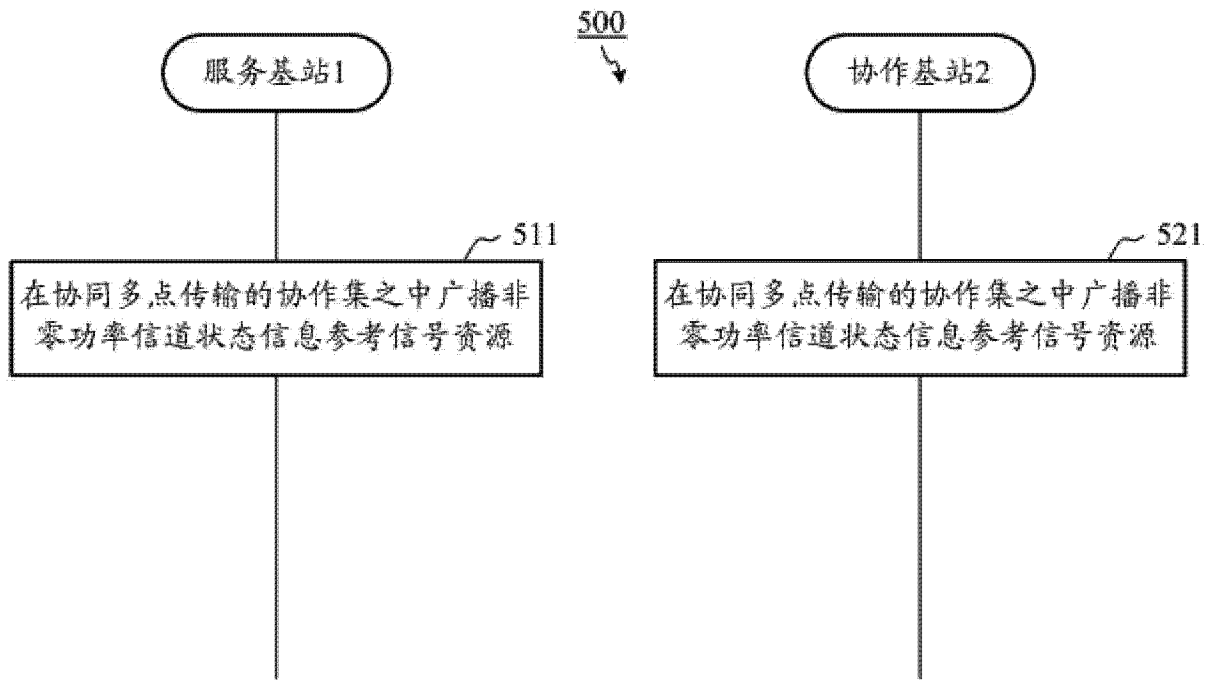 500
服务基站1
协作基站2
511
在协同多点传输的协作集之中广播非
零功率信道状态信息参考信号资源
521
在协同多点传输的协作集之中广播非
零功率信道状态信息参考信号资源